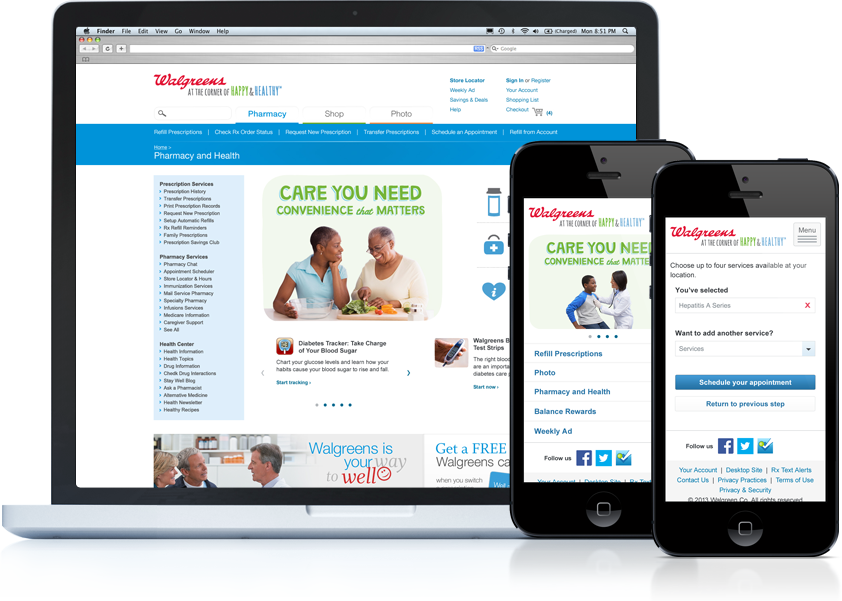 Finder File Edit View Go Window Help
(Charged) Mon 8:51 PM
Google
Walgreens
AT THE CORNER OF HAPPY & HEALTHY™
Store Locator
Weekly Ad
Savings & Deals
Help
Sign In or Register
Your Account
Shopping List
Checkout (4)
Pharmacy Shop Photo
Refill Prescriptions | Check Rx Order Status | Request New Prescription | Transfer Prescriptions | Schedule an Appointment | Refill from Account
Home >
Pharmacy and Health
Prescription Services
Prescription History
Transfer Prescriptions
Print Prescription Records
Request New Prescription
Setup Automatic Refills
Rx Refill Reminders
Family Prescriptions
Prescription Savings Club
Pharmacy Services
Pharmacy Chat
Appointment Scheduler
Store Locator & Hours
Immunization Services
Mail Service Pharmacy
Specialty Pharmacy
Infusions Services
Medicare Information
Caregiver Support
See All
Health Center
Health Information
Health Topics
Drug Information
Check Drug Interactions
Stay Well Blog
Ask a Pharmacist
Alternative Medicine
Health Newsletter
Healthy Recipes
CARE YOU NEED
CONVENIENCE that MATTERS
Diabetes Tracker: Take Charge
of Your Blood Sugar
Chart your glucose levels and learn how your
habits cause your blood sugar to rise and fall.
Start tracking ›
Walgreens B
Test Strips
The right blood
are an importan
diabetes care p
Start now ›
Walgreens is
your way
to well
Get a FREE
Walgreens ca
when you switch
Walgreens
AT THE CORNER OF HAPPY & HEALTHY™
CARE YOU NEE
CONVENIENCE that MATTE
Refill Prescriptions
Photo
Pharmacy and Health
Balance Rewards
Weekly Ad
Follow us
Your Account | Desktop Site | Rx
Walgreens
AT THE CORNER OF HAPPY & HEALTHY™
Menu
Choose up to four services available at your
location.
You've selected
Hepatitis A Series X
Want to add another service?
Services
Schedule your appointment
Return to previous step
Follow us
Your Account | Desktop Site | Rx Text Alerts
Contact Us | Privacy Practices | Terms of Use
Privacy & Security
© 2013 Walgreen Co. All rights reserved